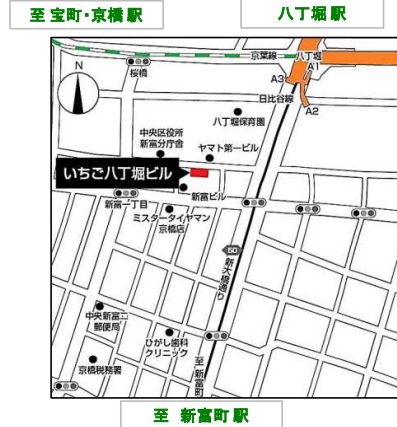 至 宝町･京橋 駅
八丁堀 駅
京葉線
八丁堀
桜橋
N
A1
A3
日比谷線
A2
八丁堀保育園
中央区役所
新富分庁舎
ヤマト第一ビル
いちご八丁堀ビル
新富ビル
新富一丁目
ミスタータイヤマン
京橋店
50
新大橋通り
中央新富二
郵便局
ひがし歯科
クリニック
京橋税務署
至 新富町
至 新富町 駅